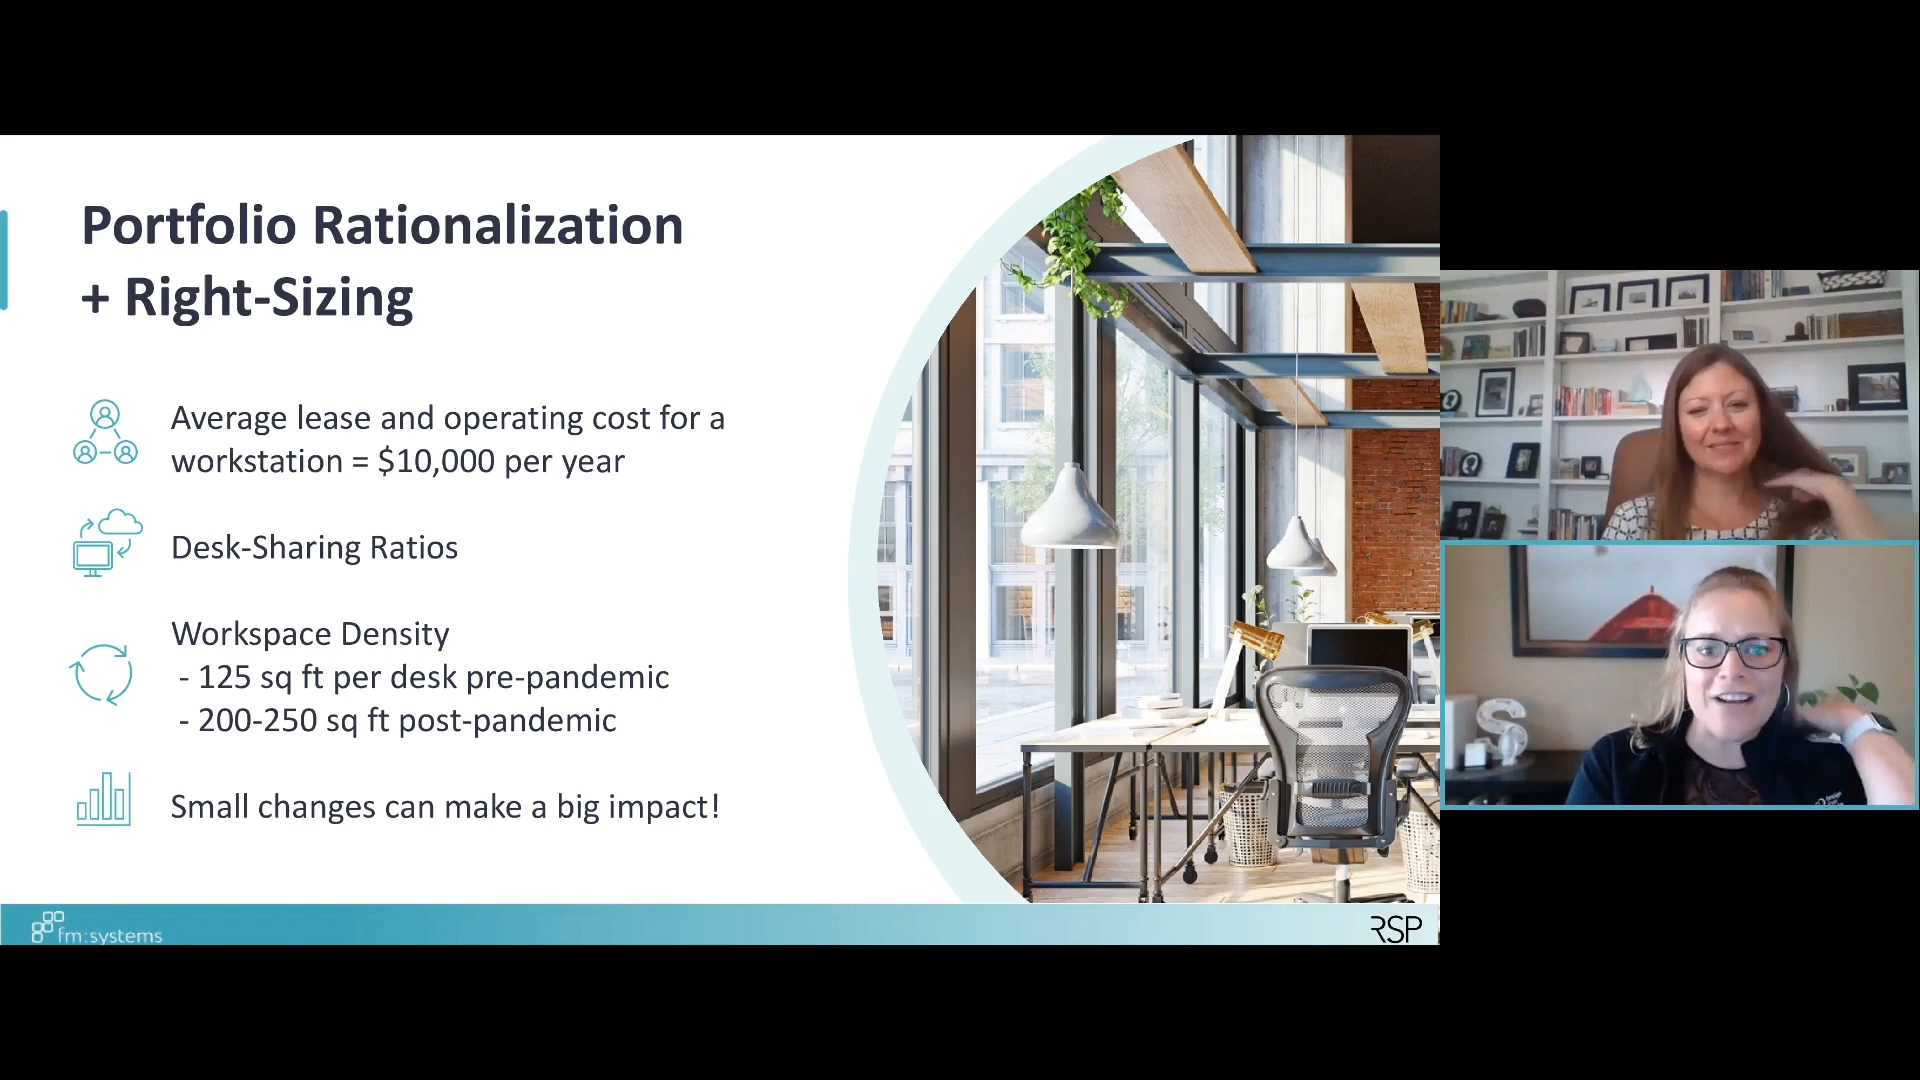 Portfolio Rationalization
+ Right-Sizing
Average lease and operating cost for a
workstation = $10,000 per year
Desk-Sharing Ratios
Workspace Density
- 125 sq ft per desk pre-pandemic
- 200-250 sq ft post-pandemic
Small changes can make a big impact!
fm:systems
RSP
S